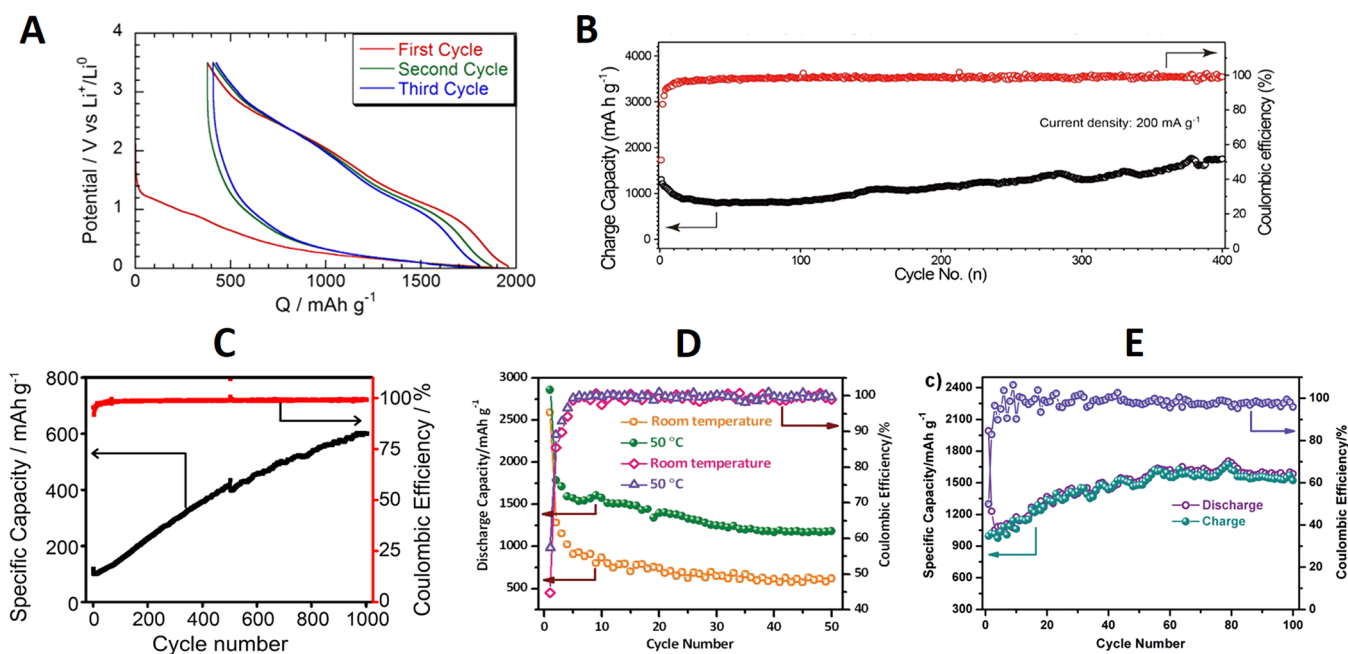 A
4
3
2
1
0
Potential / V vs Li⁺/Li⁰
First Cycle
Second Cycle
Third Cycle
0 500 1000 1500 2000
Q / mAh g⁻¹
B
4000
3000
2000
1000
0
Charge Capacity (mA h g⁻¹)
Current density: 200 mA g⁻¹
100
80
60
40
20
0
Coulombic efficiency (%)
0 100 200 300 400
Cycle No. (n)
C
800
600
400
200
0
Specific Capacity / mAh g⁻¹
100
75
50
25
0
Coulombic Efficiency / %
0 200 400 600 800 1000
Cycle number
D
3000
2750
2500
2250
2000
1750
1500
1250
1000
750
500
Discharge Capacity/mAh g⁻¹
Room temperature
50 °C
Room temperature
50 °C
100
90
80
70
60
50
40
Coulombic Efficiency/%
0 10 20 30 40 50
Cycle Number
E
c)
2400
2100
1800
1500
1200
900
600
300
Specific Capacity/mAh g⁻¹
Discharge
Charge
100
80
60
40
20
0
Coulombic Efficiency/%
0 20 40 60 80 100
Cycle Number